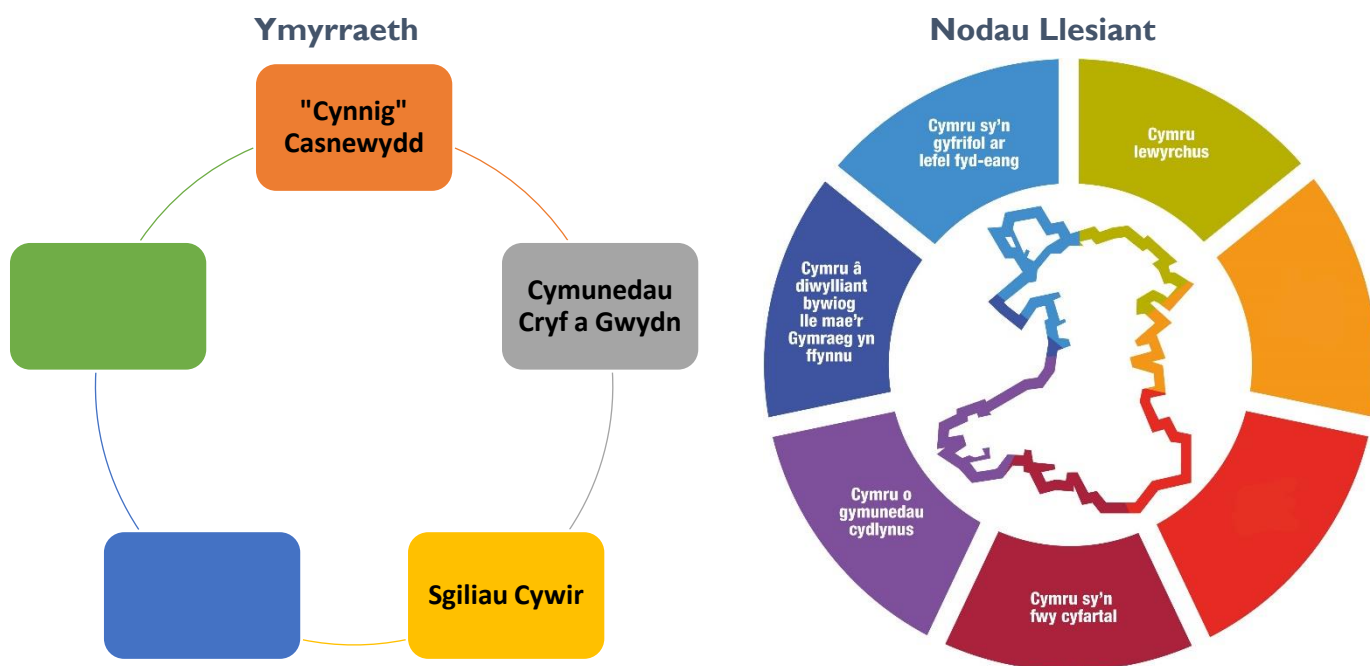 Ymyrraeth
"Cynnig"
Casnewydd
Cymunedau
Cryf a Gwydn
Sgiliau Cywir
Nodau Llesiant
Cymru sy'n
gyfrifol ar
lefel fyd-eang
Cymru
lewyrchus
Cymru â
diwylliant
bywiog
lle mae'r
Gymraeg yn
ffynnu
Cymru o
gymunedau
cydlynus
Cymru sy'n
fwy cyfartal